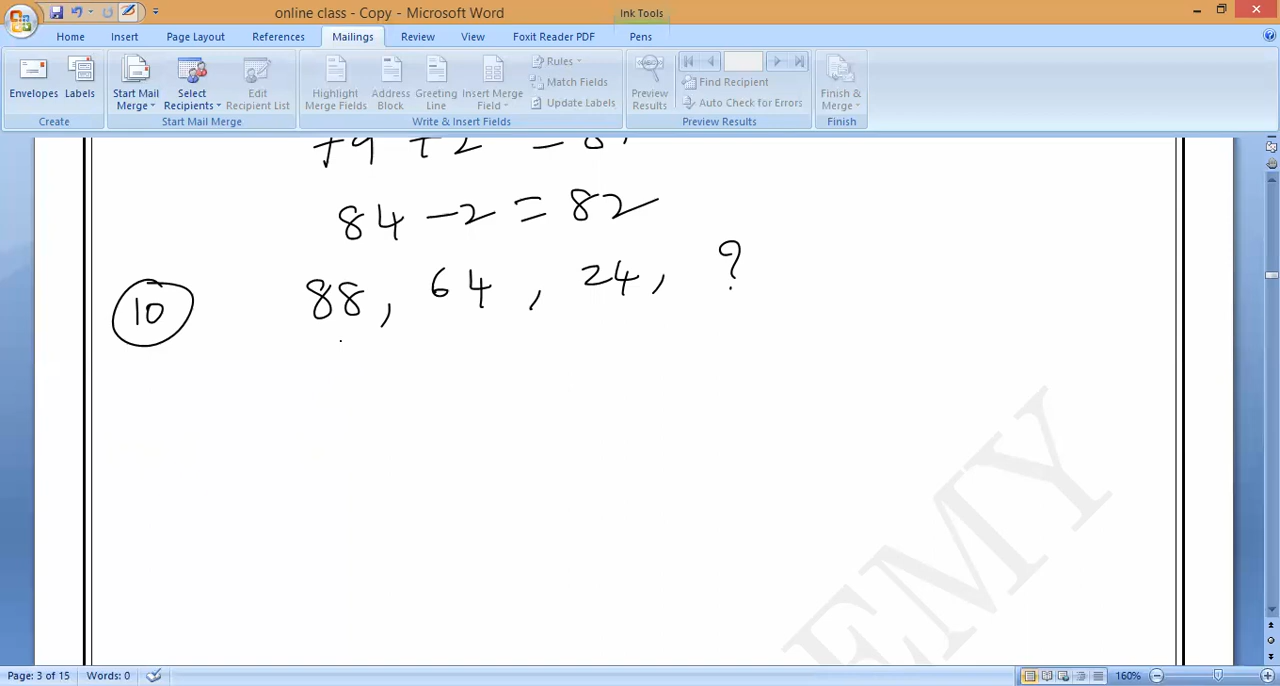 online class - Copy - Microsoft Word
Ink Tools
Home Insert Page Layout References Mailings Review View Foxit Reader PDF Pens
Envelopes Labels Start Mail Merge Select Recipients Edit Recipient List Highlight Merge Fields Address Block Greeting Line Insert Merge Field Rules Match Fields Update Labels Preview Results Find Recipient Auto Check for Errors Finish & Merge
Create Start Mail Merge Write & Insert Fields Preview Results Finish
84 - 2 = 82
10 88, 64, 24, ?
EMY
Page: 3 of 15 Words: 0 160%